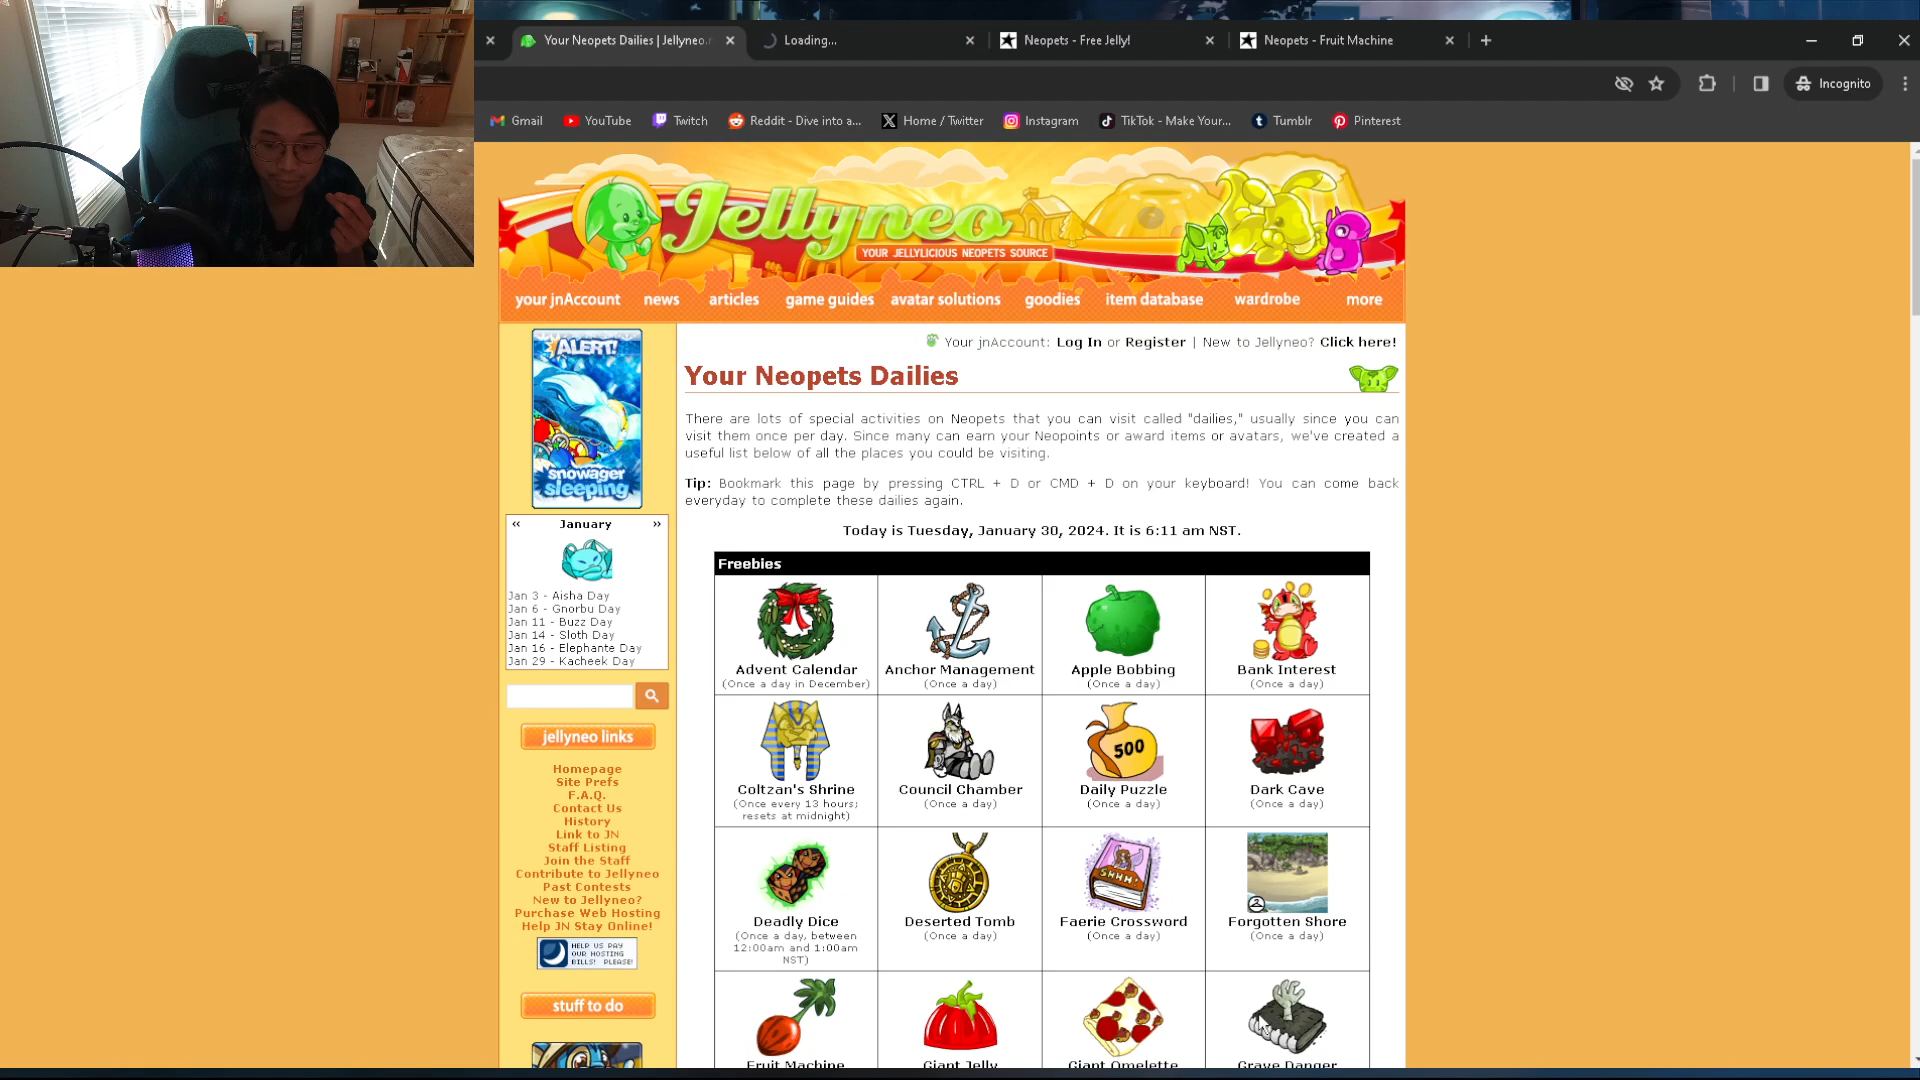 Your Neopets Dailies | Jellyneo.
Loading...
Neopets - Free Jelly!
Neopets - Fruit Machine
Incognito
Gmail
YouTube
Twitch
Reddit - Dive into a...
Home / Twitter
Instagram
TikTok - Make Your...
Tumblr
Pinterest
Jellyneo
YOUR JELLYLICIOUS NEOPETS SOURCE
your jnAccount news articles game guides avatar solutions goodies item database wardrobe more
ALERT!
snowager
sleeping
« January »
Jan 3 - Aisha Day
Jan 6 - Gnorbu Day
Jan 11 - Buzz Day
Jan 14 - Sloth Day
Jan 16 - Elephante Day
Jan 29 - Kacheek Day
jellyneo links
Homepage
Site Prefs
F.A.Q.
Contact Us
History
Link to JN
Staff Listing
Join the Staff
Contribute to Jellyneo
Past Contests
New to Jellyneo?
Purchase Web Hosting
Help JN Stay Online!
HELP US PAY
OUR HOSTING
BILLS! PLEASE!
stuff to do
Your jnAccount: Log In or Register | New to Jellyneo? Click here!
Your Neopets Dailies
There are lots of special activities on Neopets that you can visit called "dailies," usually since you can
visit them once per day. Since many can earn your Neopoints or award items or avatars, we've created a
useful list below of all the places you could be visiting.
Tip: Bookmark this page by pressing CTRL + D or CMD + D on your keyboard! You can come back
everyday to complete these dailies again.
Today is Tuesday, January 30, 2024. It is 6:11 am NST.
Freebies
Advent Calendar
(Once a day in December)
Anchor Management
(Once a day)
Apple Bobbing
(Once a day)
Bank Interest
(Once a day)
Coltzan's Shrine
(Once every 13 hours;
resets at midnight)
Council Chamber
(Once a day)
500
Daily Puzzle
(Once a day)
Dark Cave
(Once a day)
Deadly Dice
(Once a day, between
12:00am and 1:00am
NST)
Deserted Tomb
(Once a day)
SHHH!
Faerie Crossword
(Once a day)
Forgotten Shore
(Once a day)
Fruit Machine
Giant Jelly
Giant Omelette
Grave Danger